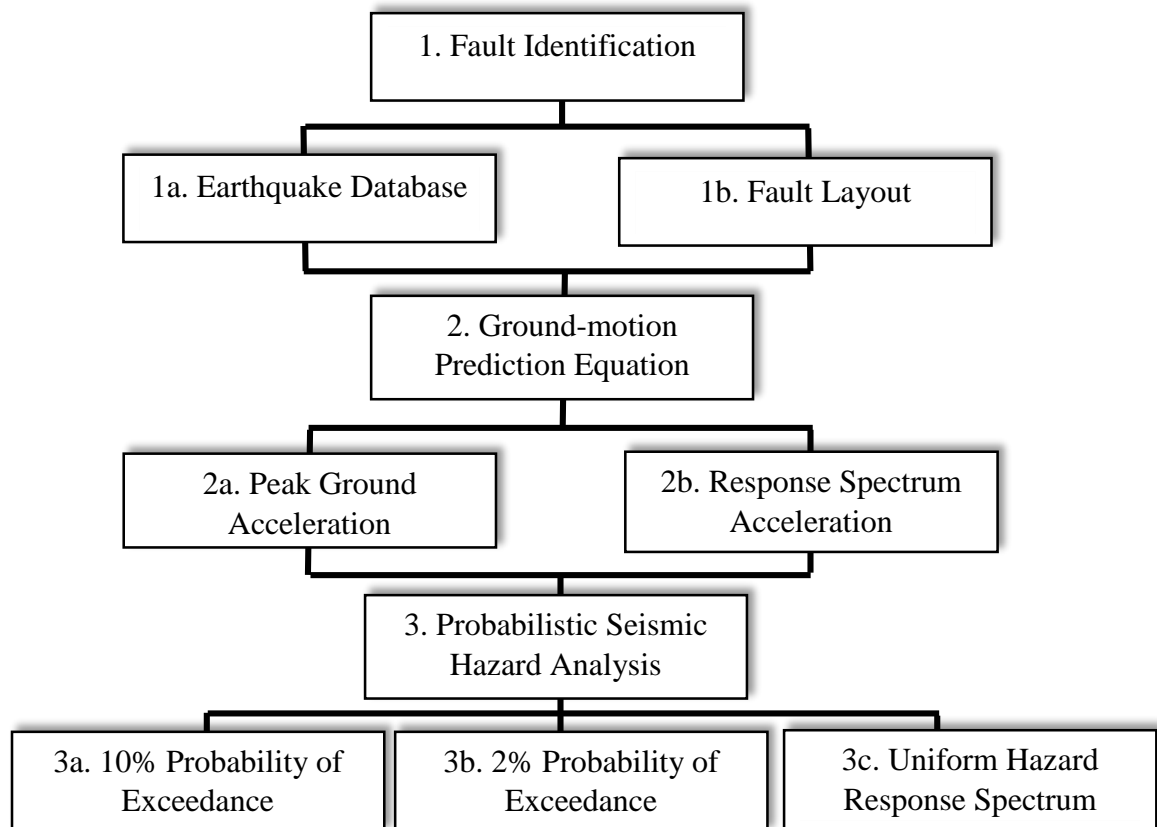 1. Fault Identification
1a. Earthquake Database
1b. Fault Layout
2. Ground-motion
Prediction Equation
2a. Peak Ground
Acceleration
2b. Response Spectrum
Acceleration
3. Probabilistic Seismic
Hazard Analysis
3a. 10% Probability of
Exceedance
3b. 2% Probability of
Exceedance
3c. Uniform Hazard
Response Spectrum